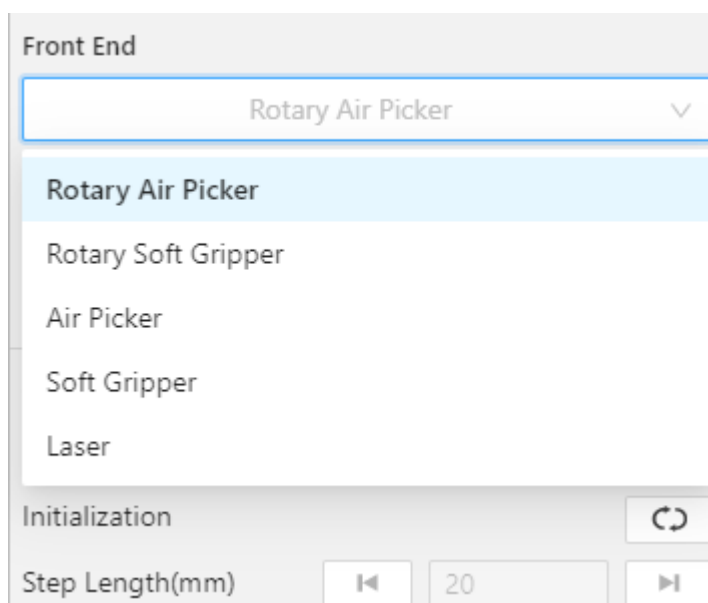 Front End
Rotary Air Picker
Rotary Air Picker
Rotary Soft Gripper
Air Picker
Soft Gripper
Laser
Initialization
Step Length(mm) 20